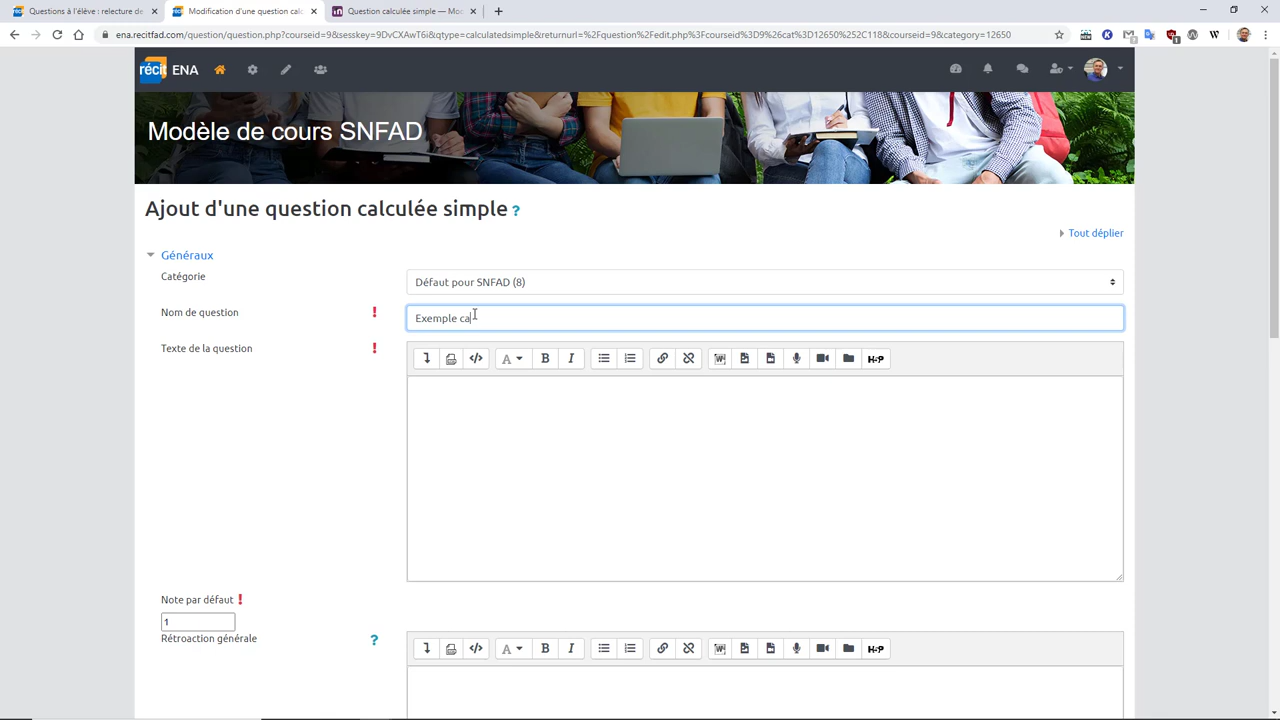 Questions à l'élève : relecture de
Modification d'une question calc
Question calculée simple — Moo
ena.recitfad.com/question/question.php?courseid=9&sesskey=9DvCXAwT6i&qtype=calculatedsimple&returnurl=%2Fquestion%2Fedit.php%3Fcourseid%3D9%26cat%3D12650%252C118&courseid=9&category=12650
récit ENA
Modèle de cours SNFAD
Ajout d'une question calculée simple ?
Tout déplier
Généraux
Catégorie
Défaut pour SNFAD (8)
Nom de question
Exemple ca
Texte de la question
A B I
W H-P
Note par défaut
1
Rétroaction générale
?
A B I
W H-P